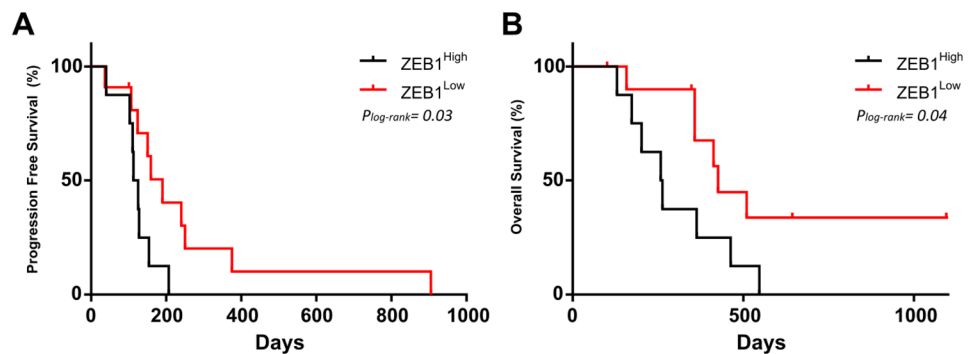 A
ZEB1High
ZEB1Low
Plog-rank= 0.03
Progression Free Survival (%)
100
50
0
0 200 400 600 800 1000
Days
B
ZEB1High
ZEB1Low
Plog-rank= 0.04
Overall Survival (%)
100
50
0
0 500 1000
Days